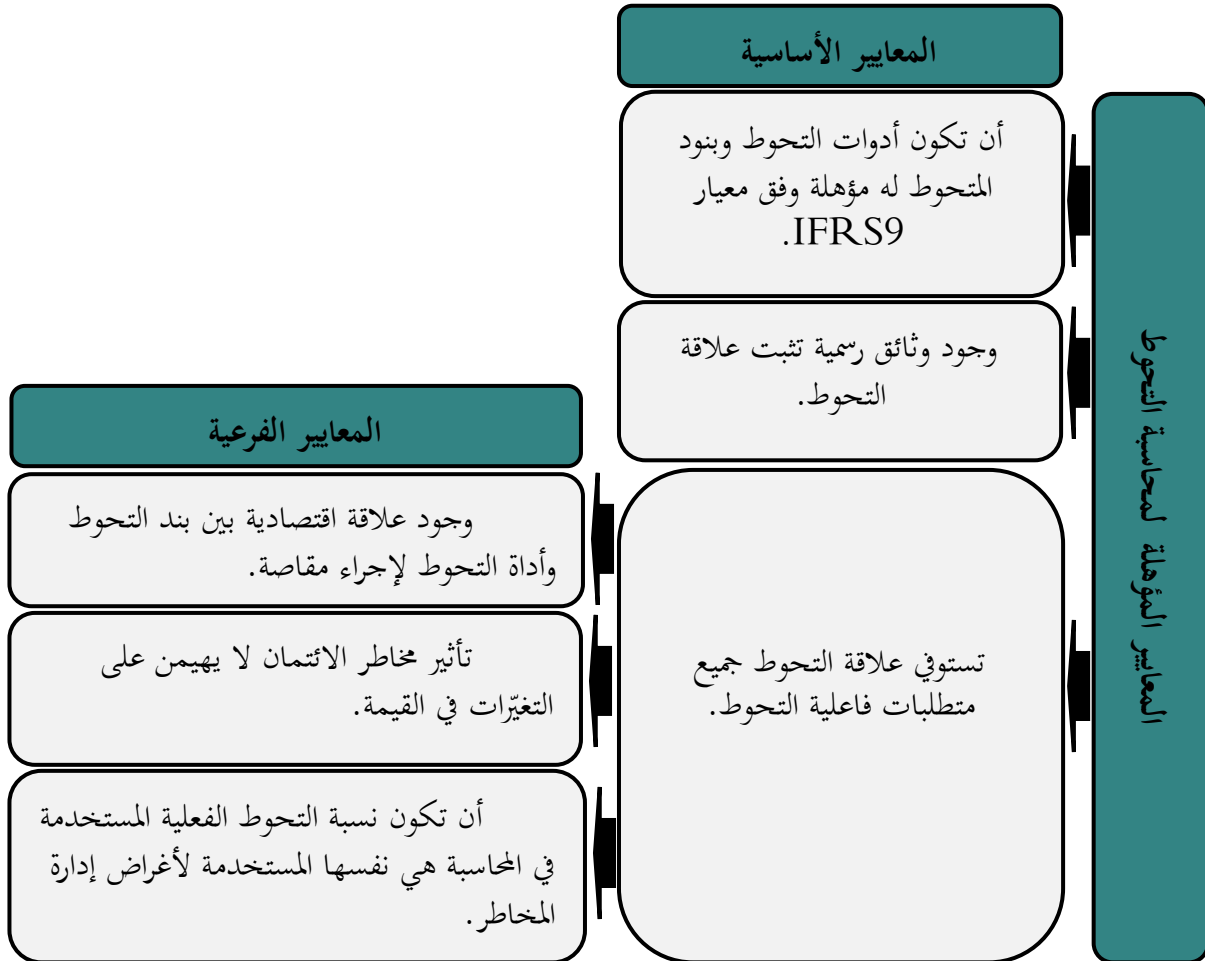 المعايير المؤهلة لمحاسبة التحوط
المعايير الأساسية
أن تكون أدوات التحوط وبنود
المتحوط له مؤهلة وفق معيار
IFRS9.
وجود وثائق رسمية تثبت علاقة
التحوط.
تستوفي علاقة التحوط جميع
متطلبات فاعلية التحوط.
المعايير الفرعية
وجود علاقة اقتصادية بين بند التحوط
وأداة التحوط لإجراء مقاصة.
تأثير مخاطر الائتمان لا يهيمن على
التغيّرات في القيمة.
أن تكون نسبة التحوط الفعلية المستخدمة
في المحاسبة هي نفسها المستخدمة لأغراض إدارة
المخاطر.